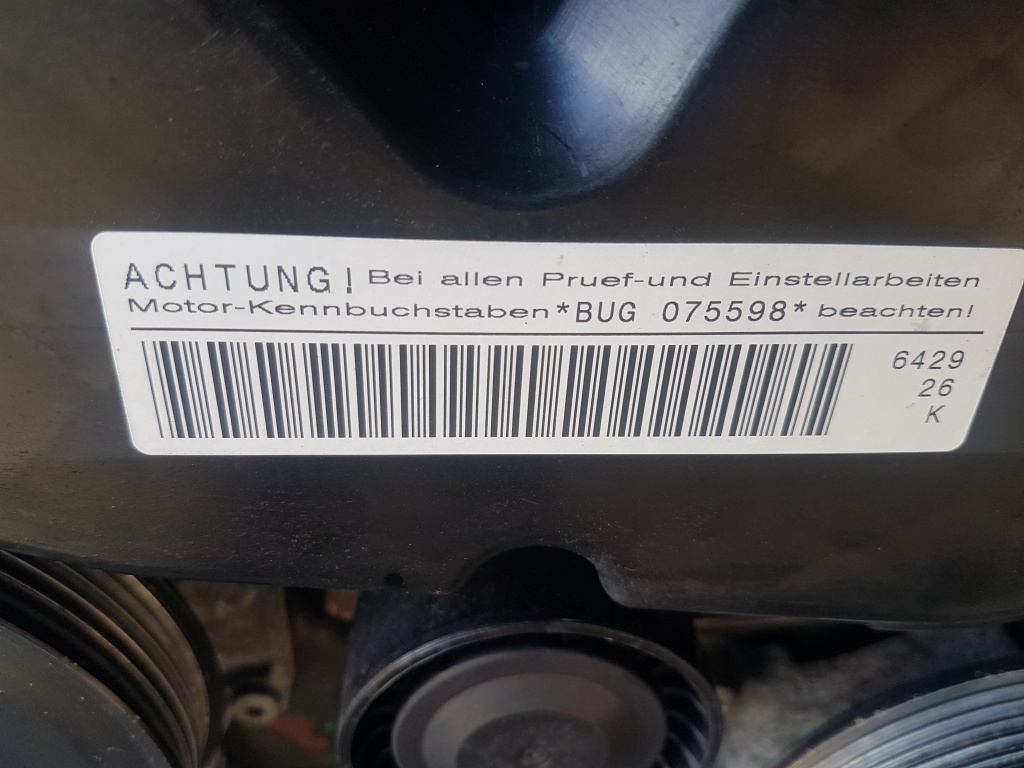 ACHTUNG! Bei allen Pruef-und Einstellarbeiten
Motor-Kennbuchstaben *BUG 075598* beachten!
6429
26
K